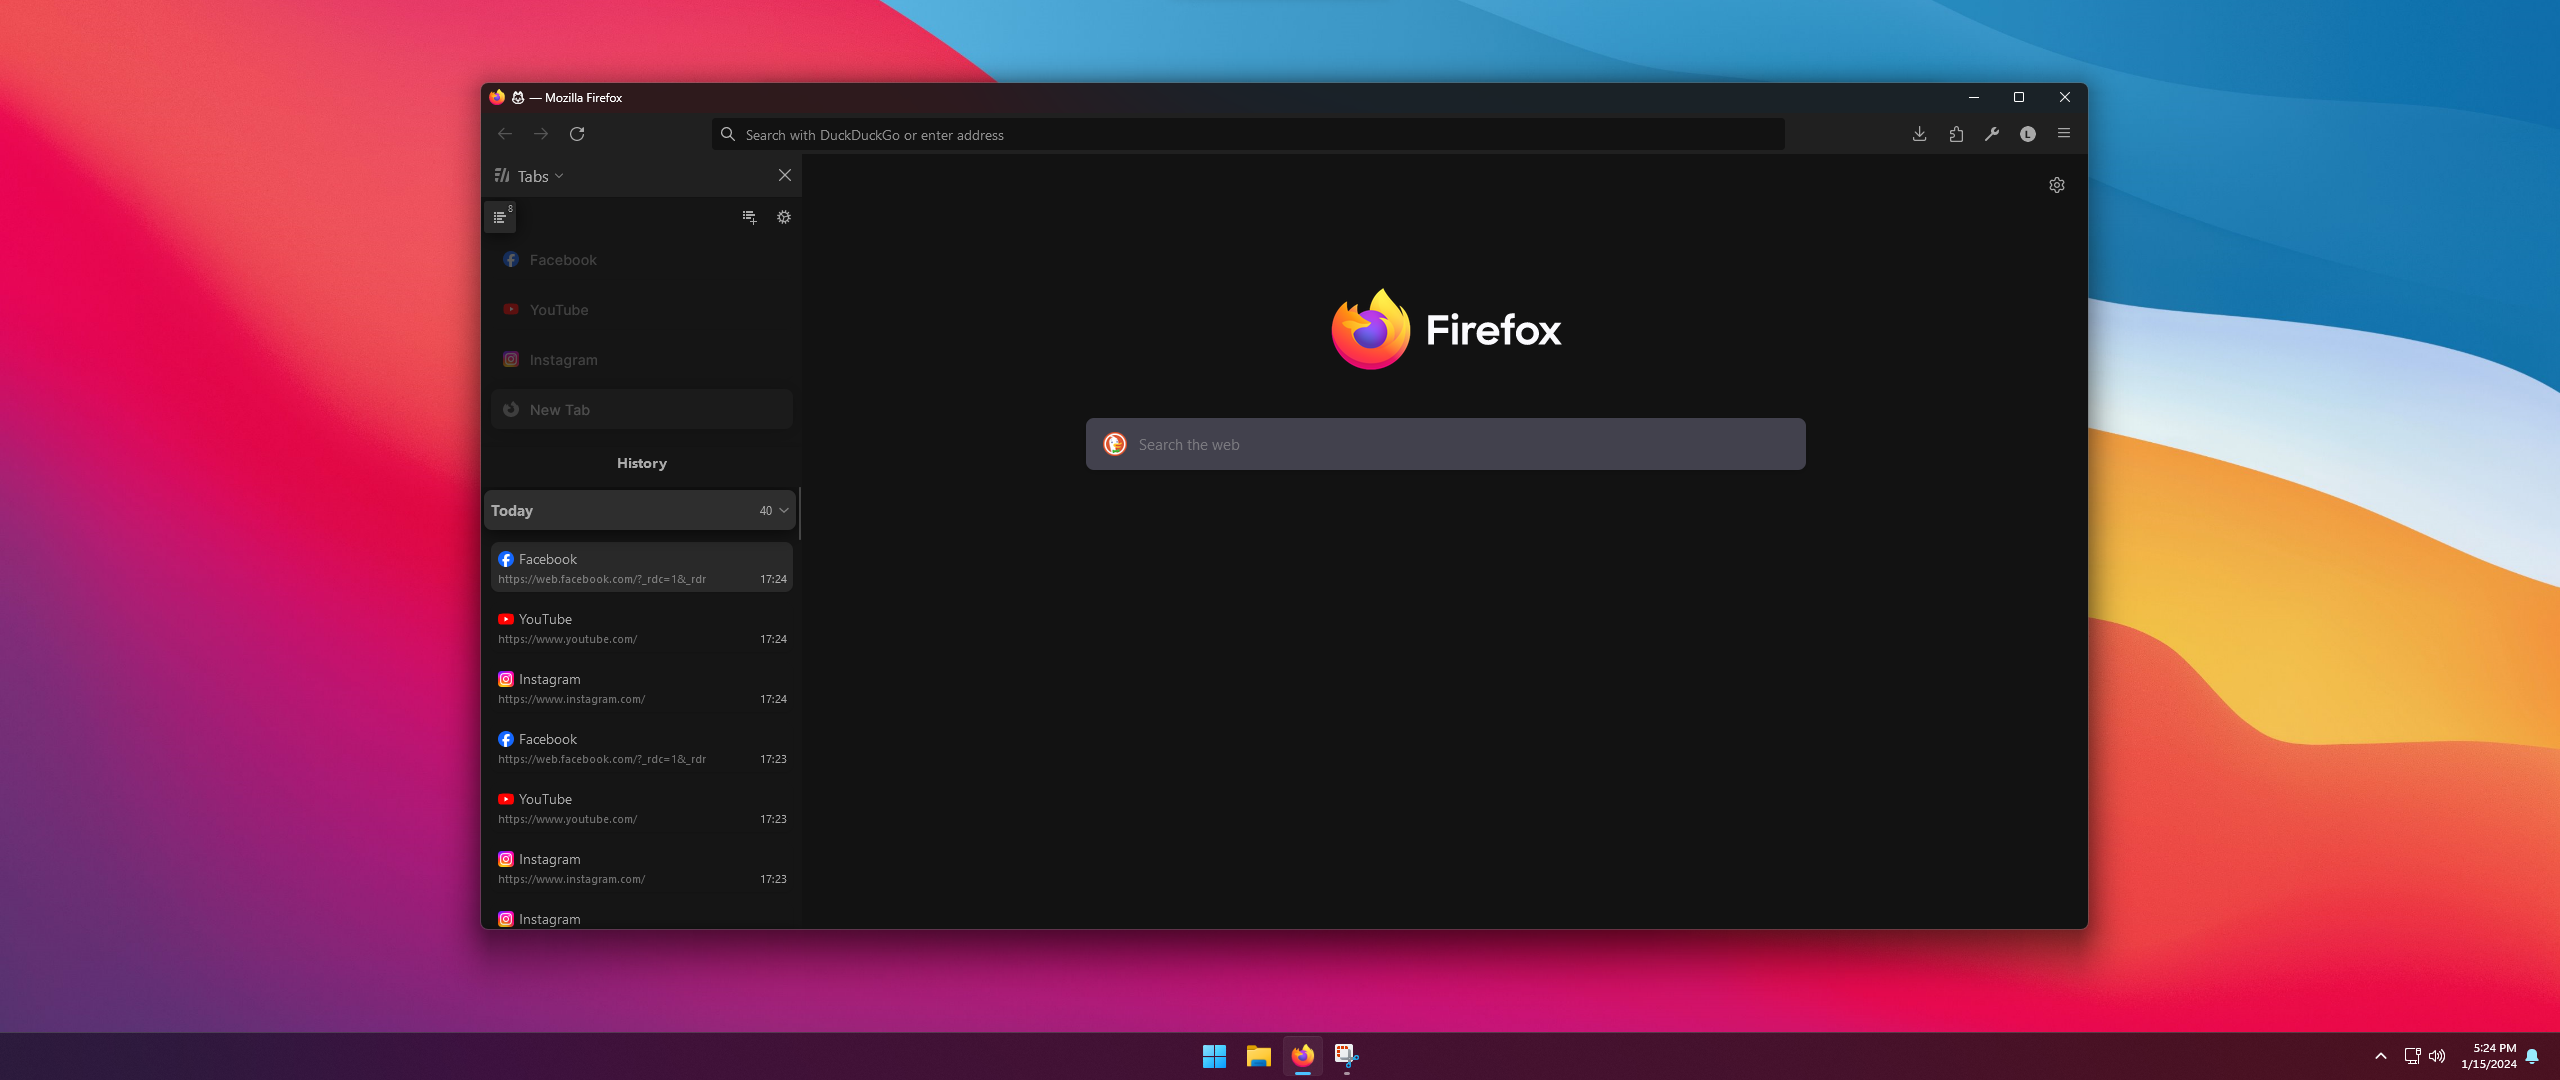 — Mozilla Firefox
Search with DuckDuckGo or enter address
L
Tabs
8
Facebook
YouTube
Instagram
New Tab
History
Today 40
Facebook
https://web.facebook.com/?_rdc=1&_rdr 17:24
YouTube
https://www.youtube.com/ 17:24
Instagram
https://www.instagram.com/ 17:24
Facebook
https://web.facebook.com/?_rdc=1&_rdr 17:23
YouTube
https://www.youtube.com/ 17:23
Instagram
https://www.instagram.com/ 17:23
Instagram
Firefox
Search the web
5:24 PM
1/15/2024